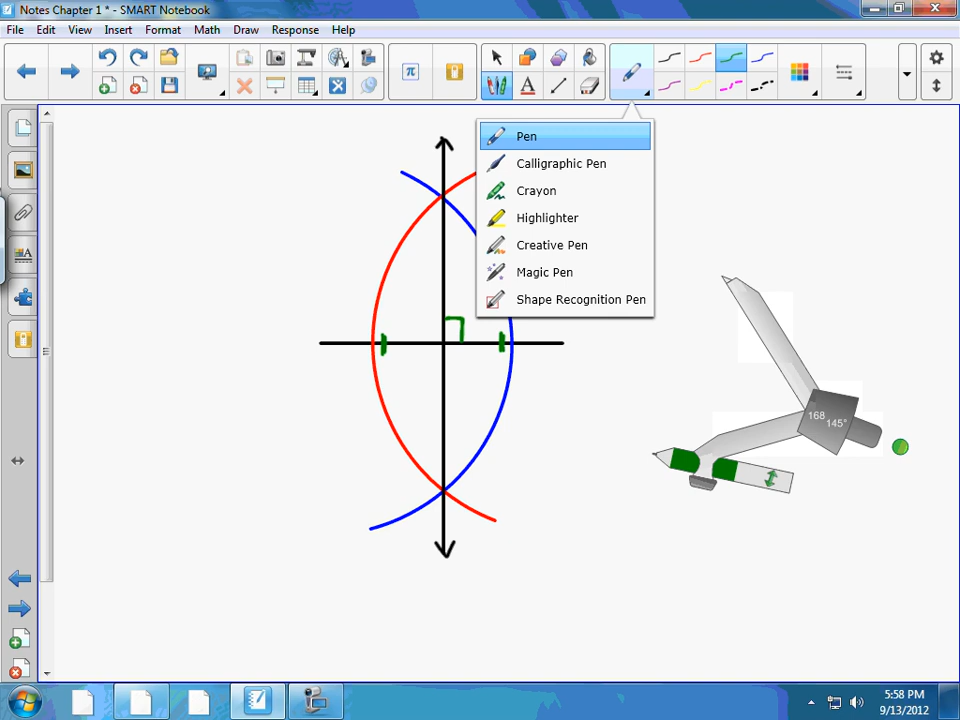 Notes Chapter 1 * - SMART Notebook
File Edit View Insert Format Math Draw Response Help
π
A
Pen
Calligraphic Pen
Crayon
Highlighter
Creative Pen
Magic Pen
Shape Recognition Pen
168
145°
5:58 PM
9/13/2012